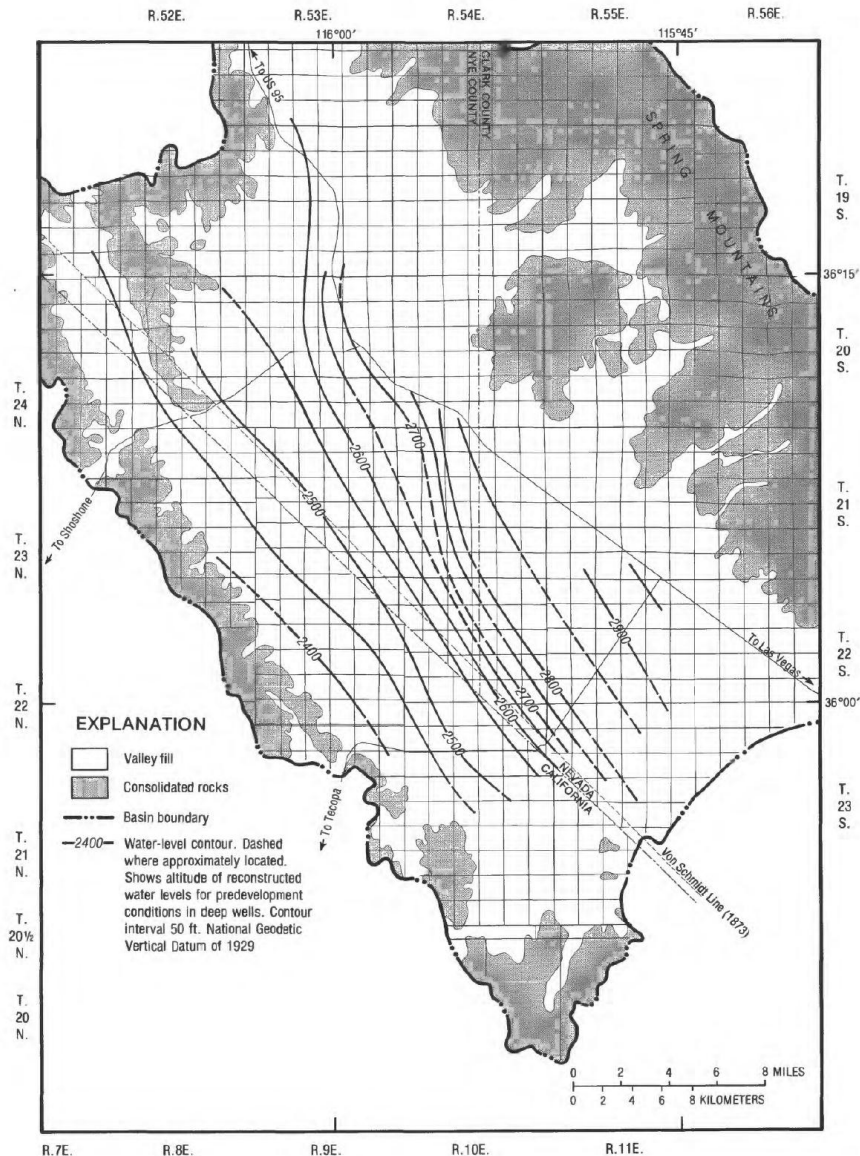 R.52E. R.53E. R.54E. R.55E. R.56E.
116°00′ 115°45′
To US 95
CLARK COUNTY
NYE COUNTY
SPRING MOUNTAINS
T. 19 S.
36°15′
T. 20 S.
T. 24 N.
2700
2600
2500
T. 21 S.
To Shoshone
T. 23 N.
2400
2900
To Las Vegas
T. 22 S.
2800
2700
2600
2500
T. 22 N.
36°00′
NEVADA
CALIFORNIA
To Tecopa
T. 23 S.
Von Schmidt Line (1873)
EXPLANATION
Valley fill
Consolidated rocks
Basin boundary
2400 Water-level contour. Dashed
where approximately located.
Shows altitude of reconstructed
water levels for predevelopment
conditions in deep wells. Contour
interval 50 ft. National Geodetic
Vertical Datum of 1929
T. 21 N.
T. 20½ N.
T. 20 N.
0 2 4 6 8 MILES
0 2 4 6 8 KILOMETERS
R.7E. R.8E. R.9E. R.10E. R.11E.